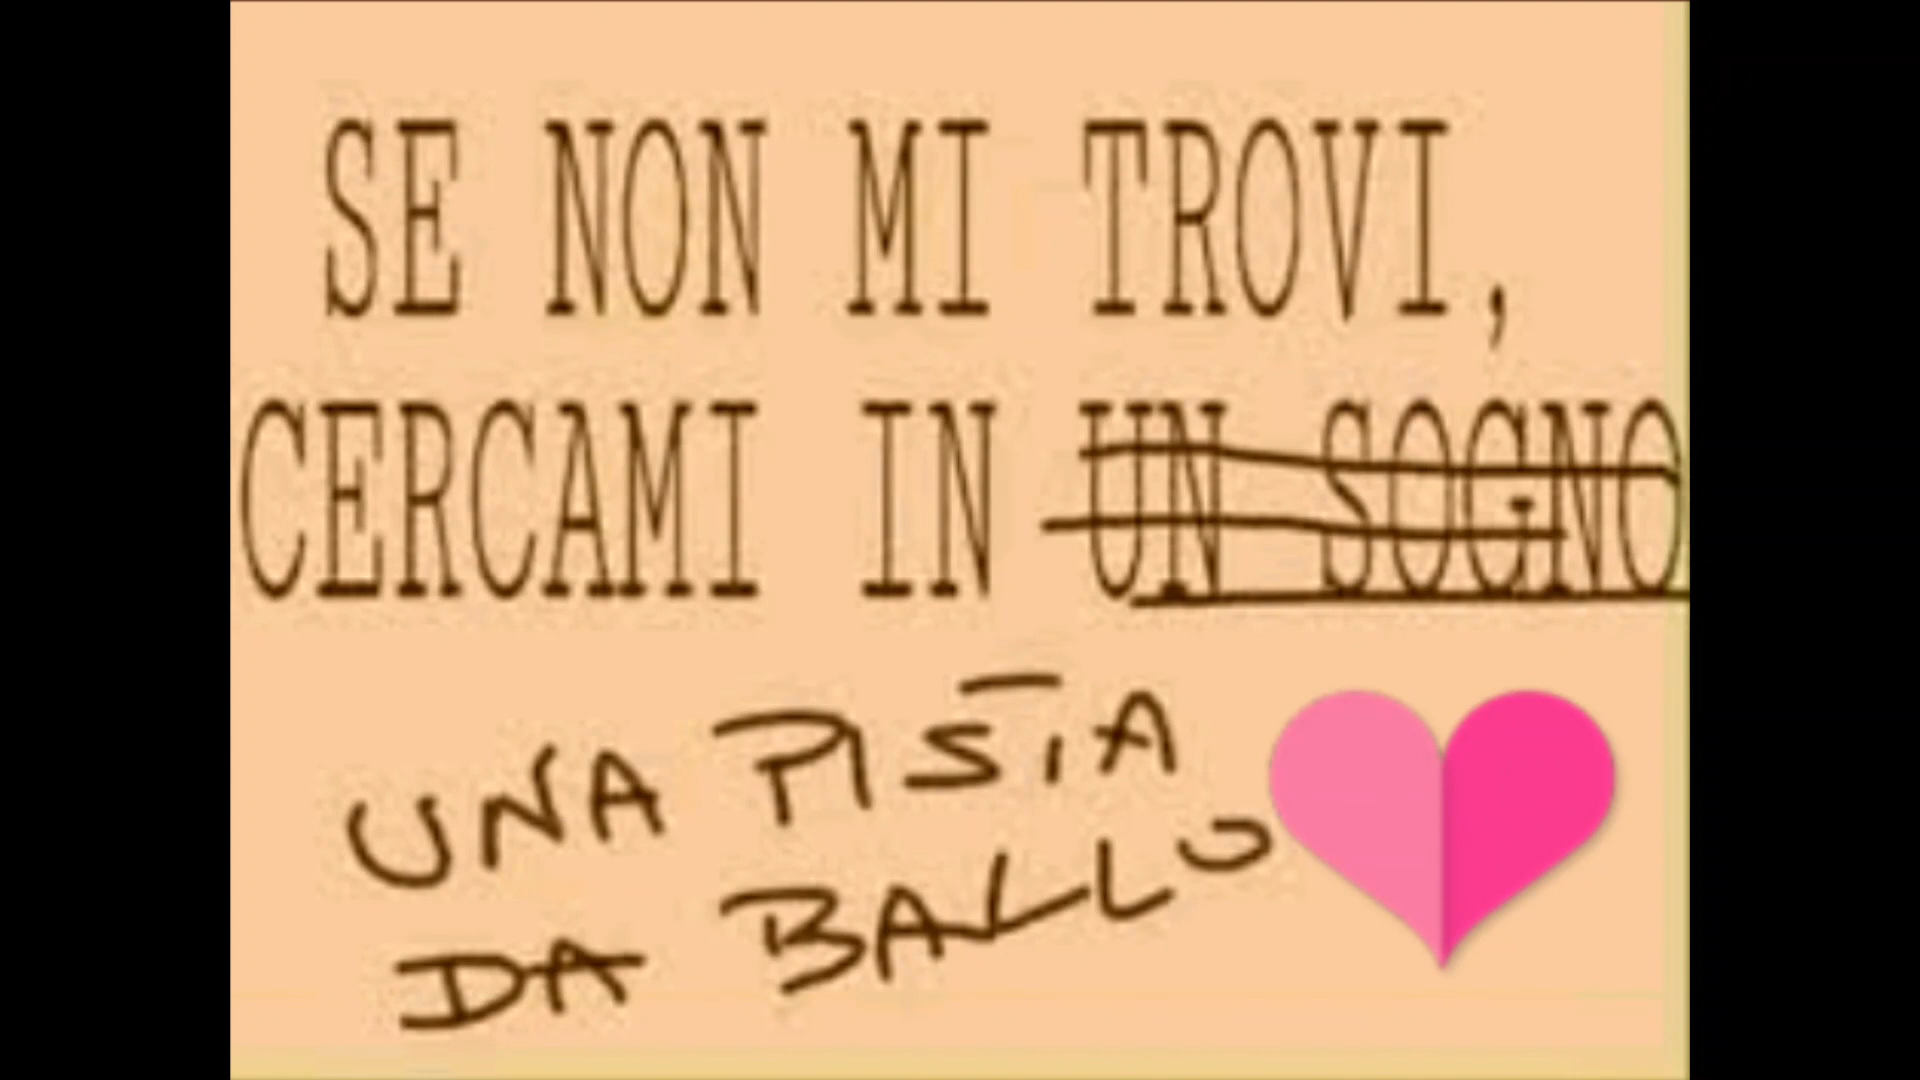 SE NON MI TROVI,
CERCAMI IN UN SOGNO
UNA PISTA
DA BALLO